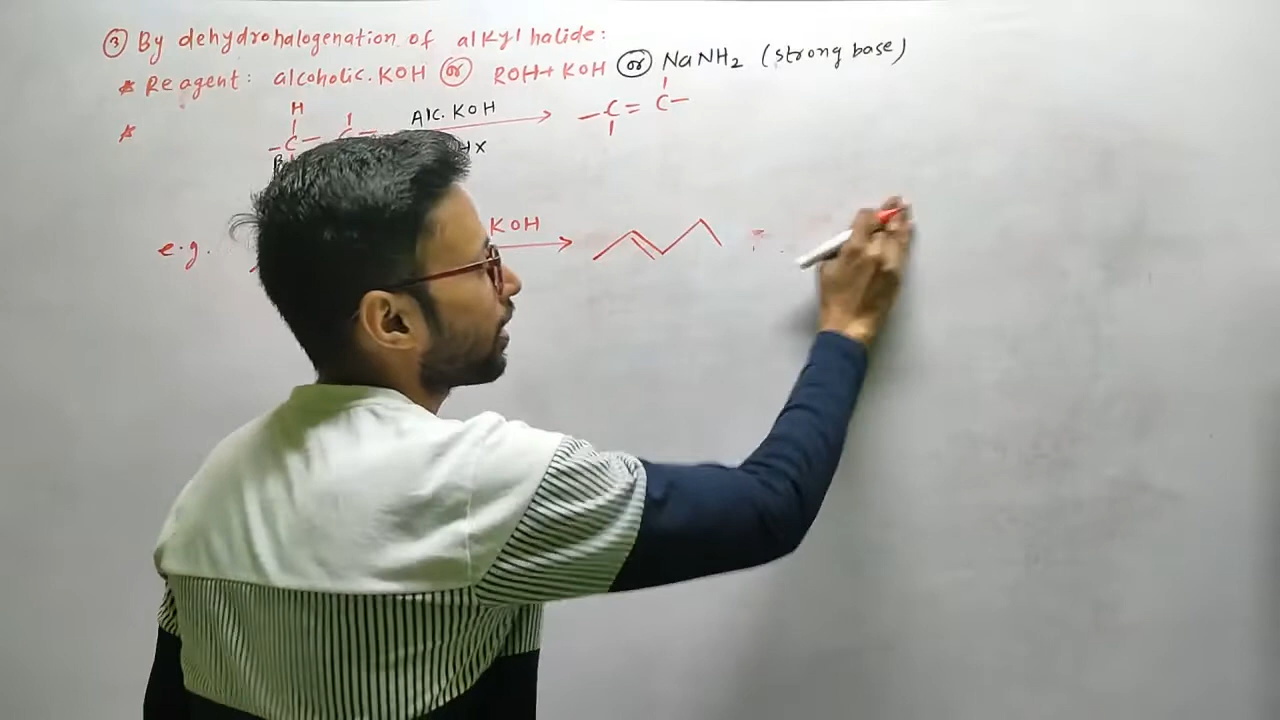 ③ By dehydrohalogenation of alkyl halide:
* Reagent: alcoholic.KOH or ROH+KOH or NaNH₂ (strong base)
* H
-C-C- Alc. KOH -C=C-
HX
e.g. KOH